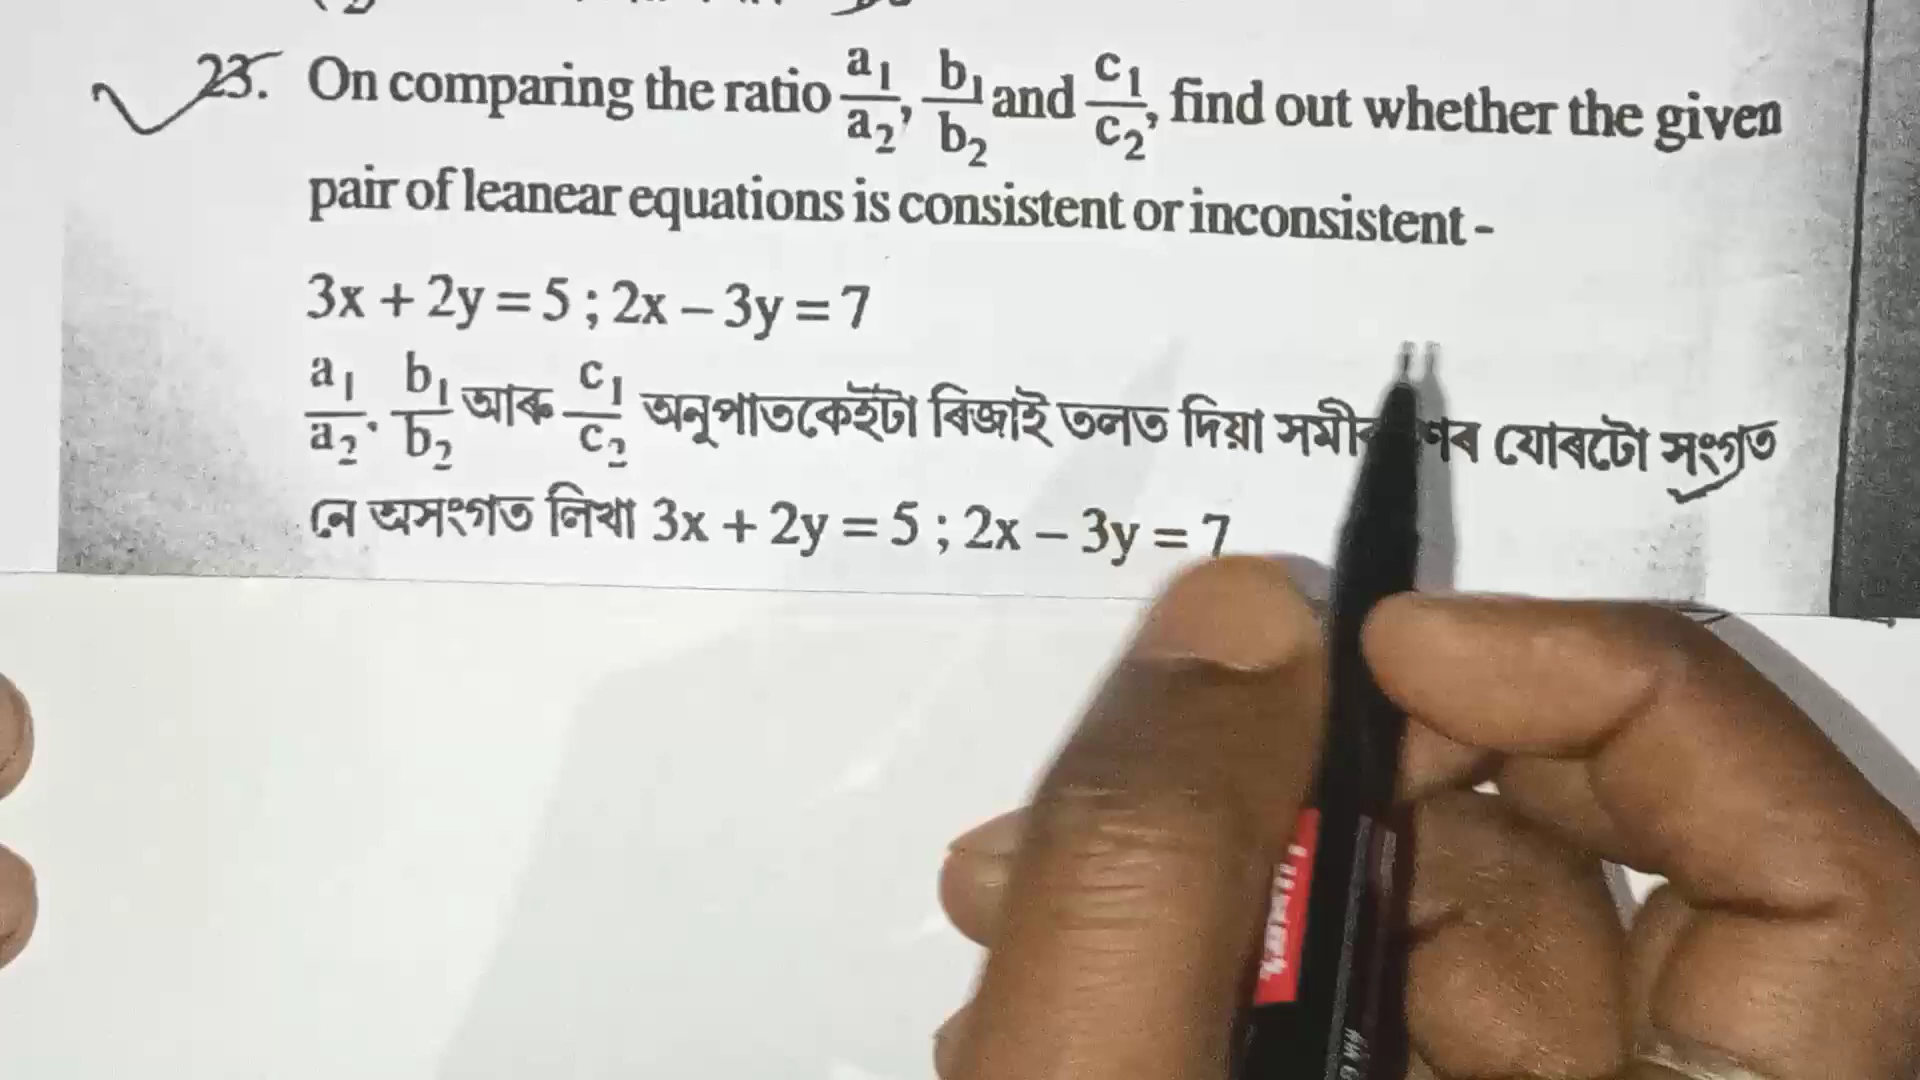 23. On comparing the ratio a₁/a₂, b₁/b₂ and c₁/c₂, find out whether the given
pair of leanear equations is consistent or inconsistent -
3x + 2y = 5 ; 2x – 3y = 7
a₁/a₂. b₁/b₂ আৰু c₁/c₂ অনুপাতকেইটা ৰিজাই তলত দিয়া যোৰটো সংগত
নে অসংগত লিখা 3x + 2y = 5 ; 2x – 3y = 7